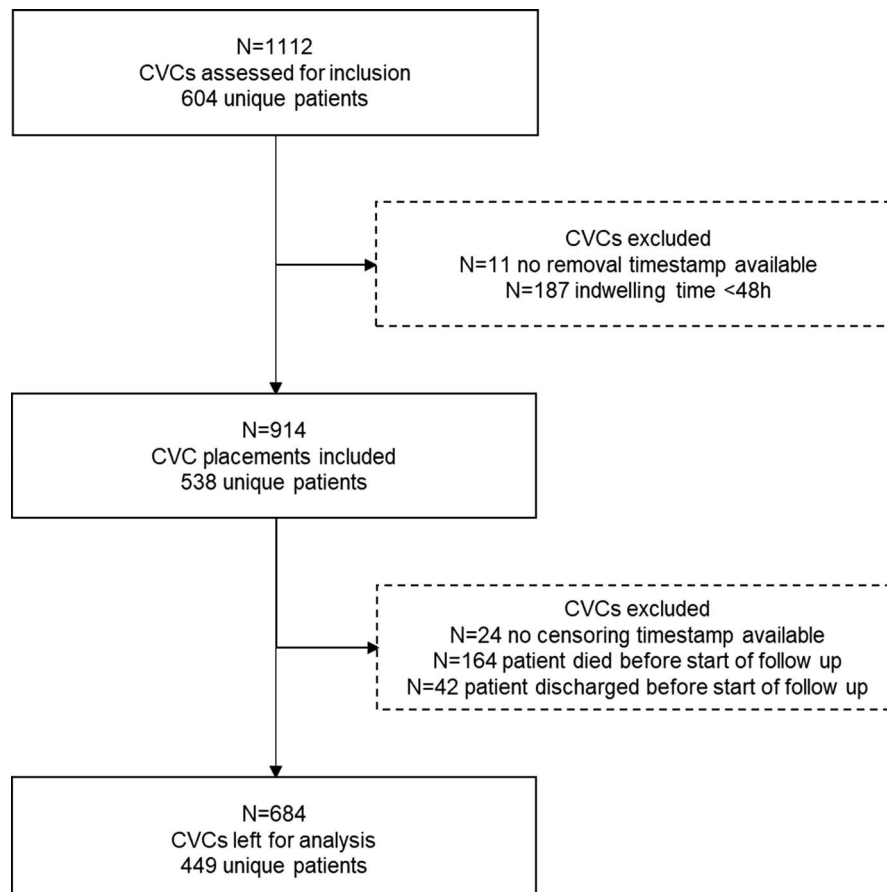 N=1112
CVCs assessed for inclusion
604 unique patients
CVCs excluded
N=11 no removal timestamp available
N=187 indwelling time <48h
N=914
CVC placements included
538 unique patients
CVCs excluded
N=24 no censoring timestamp available
N=164 patient died before start of follow up
N=42 patient discharged before start of follow up
N=684
CVCs left for analysis
449 unique patients